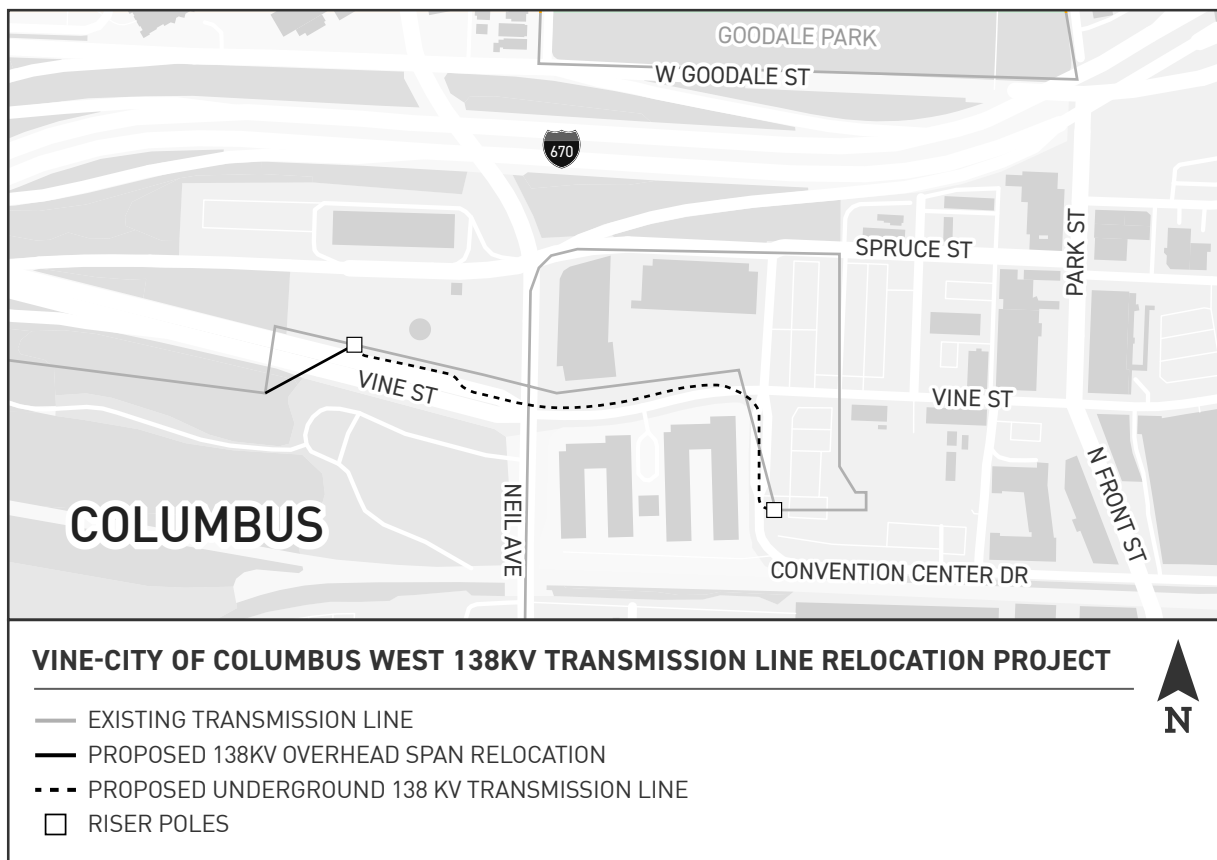 GOODALE PARK
W GOODALE ST
670
SPRUCE ST
PARK ST
VINE ST
VINE ST
N FRONT ST
NEIL AVE
COLUMBUS
CONVENTION CENTER DR
VINE-CITY OF COLUMBUS WEST 138KV TRANSMISSION LINE RELOCATION PROJECT
N
EXISTING TRANSMISSION LINE
PROPOSED 138KV OVERHEAD SPAN RELOCATION
PROPOSED UNDERGROUND 138 KV TRANSMISSION LINE
RISER POLES